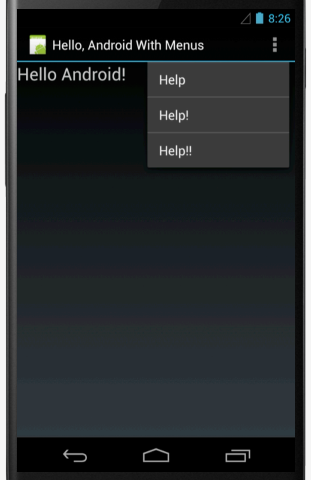 8:26
Hello, Android With Menus
Hello Android!
Help
Help!
Help!!